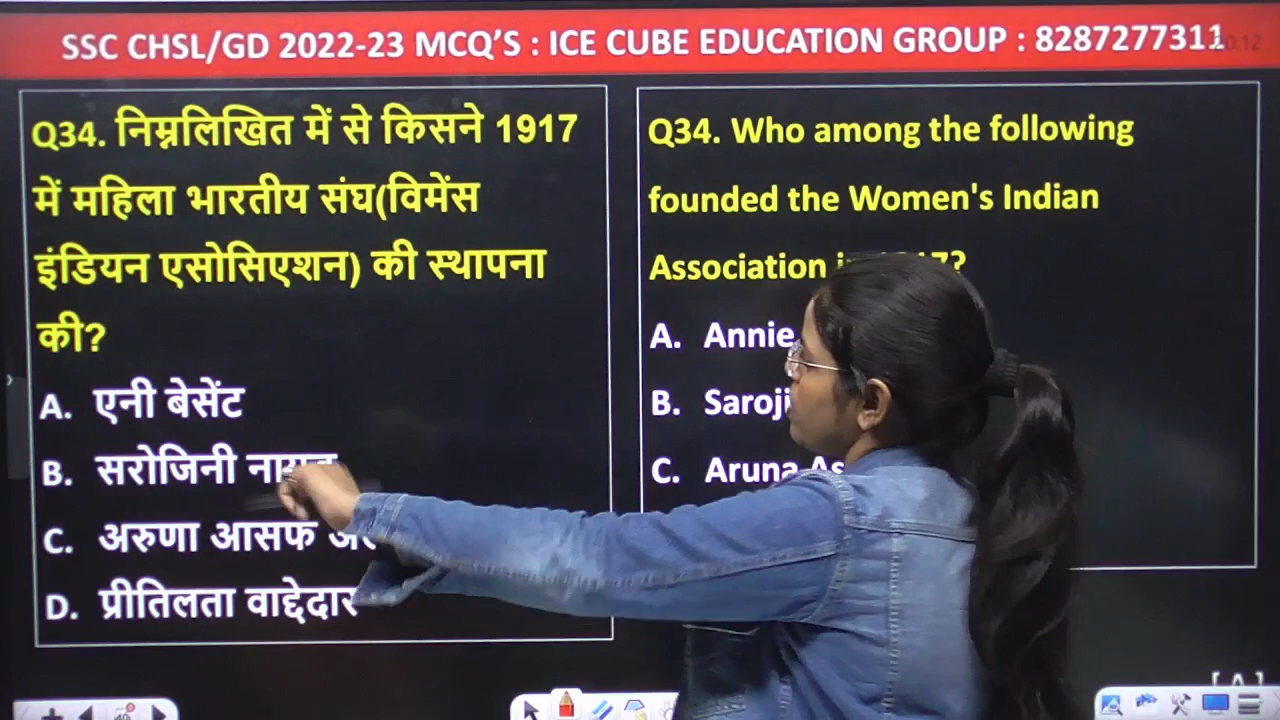 SSC CHSL/GD 2022-23 MCQ’S : ICE CUBE EDUCATION GROUP : 8287277311
Q34. निम्नलिखित में से किसने 1917
में महिला भारतीय संघ(विमेंस
इंडियन एसोसिएशन) की स्थापना
की?
A. एनी बेसेंट
B. सरोजिनी
C. अरुणा आसफ
D. प्रीतिलता वाद्देदार
Q34. Who among the following
founded the Women's Indian
Association
A. Annie
B.
C. Aruna
[ A ]